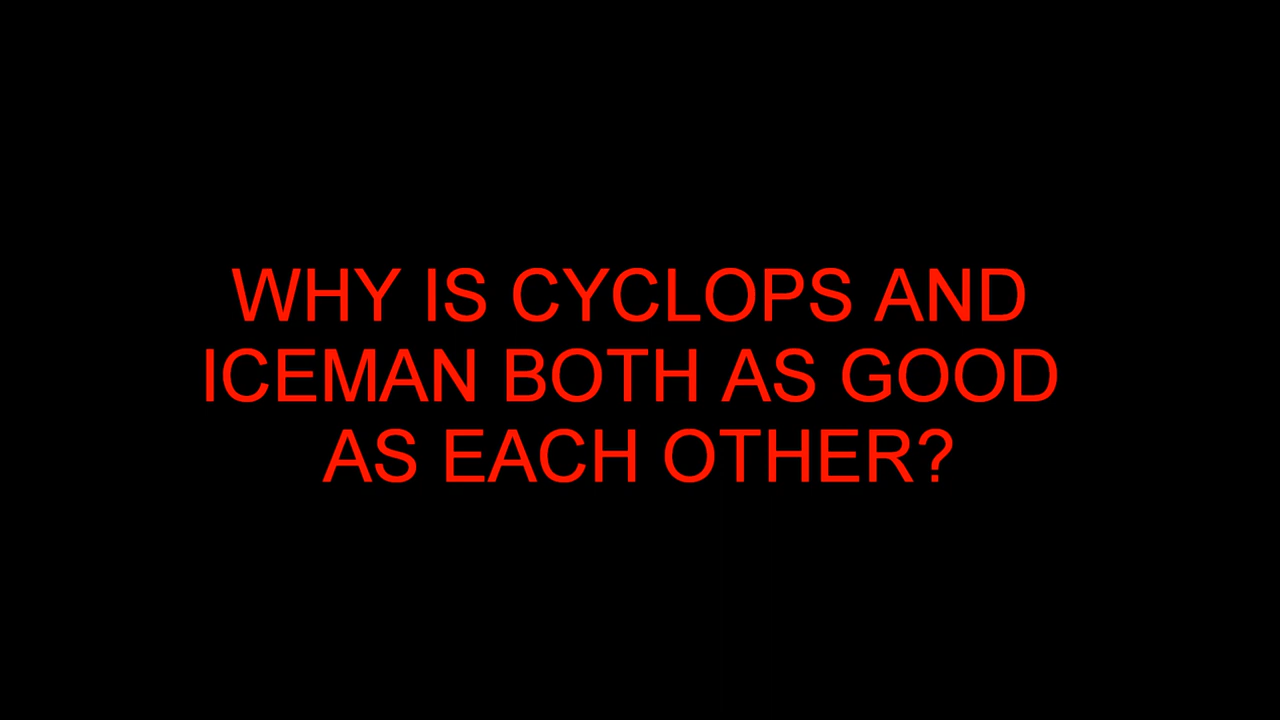 WHY IS CYCLOPS AND
ICEMAN BOTH AS GOOD
AS EACH OTHER?